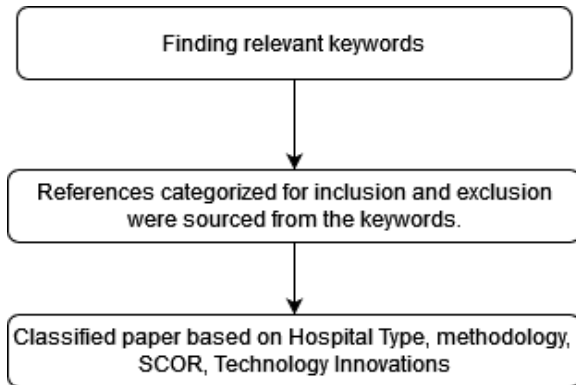 Finding relevant keywords
References categorized for inclusion and exclusion
were sourced from the keywords.
Classified paper based on Hospital Type, methodology,
SCOR, Technology Innovations